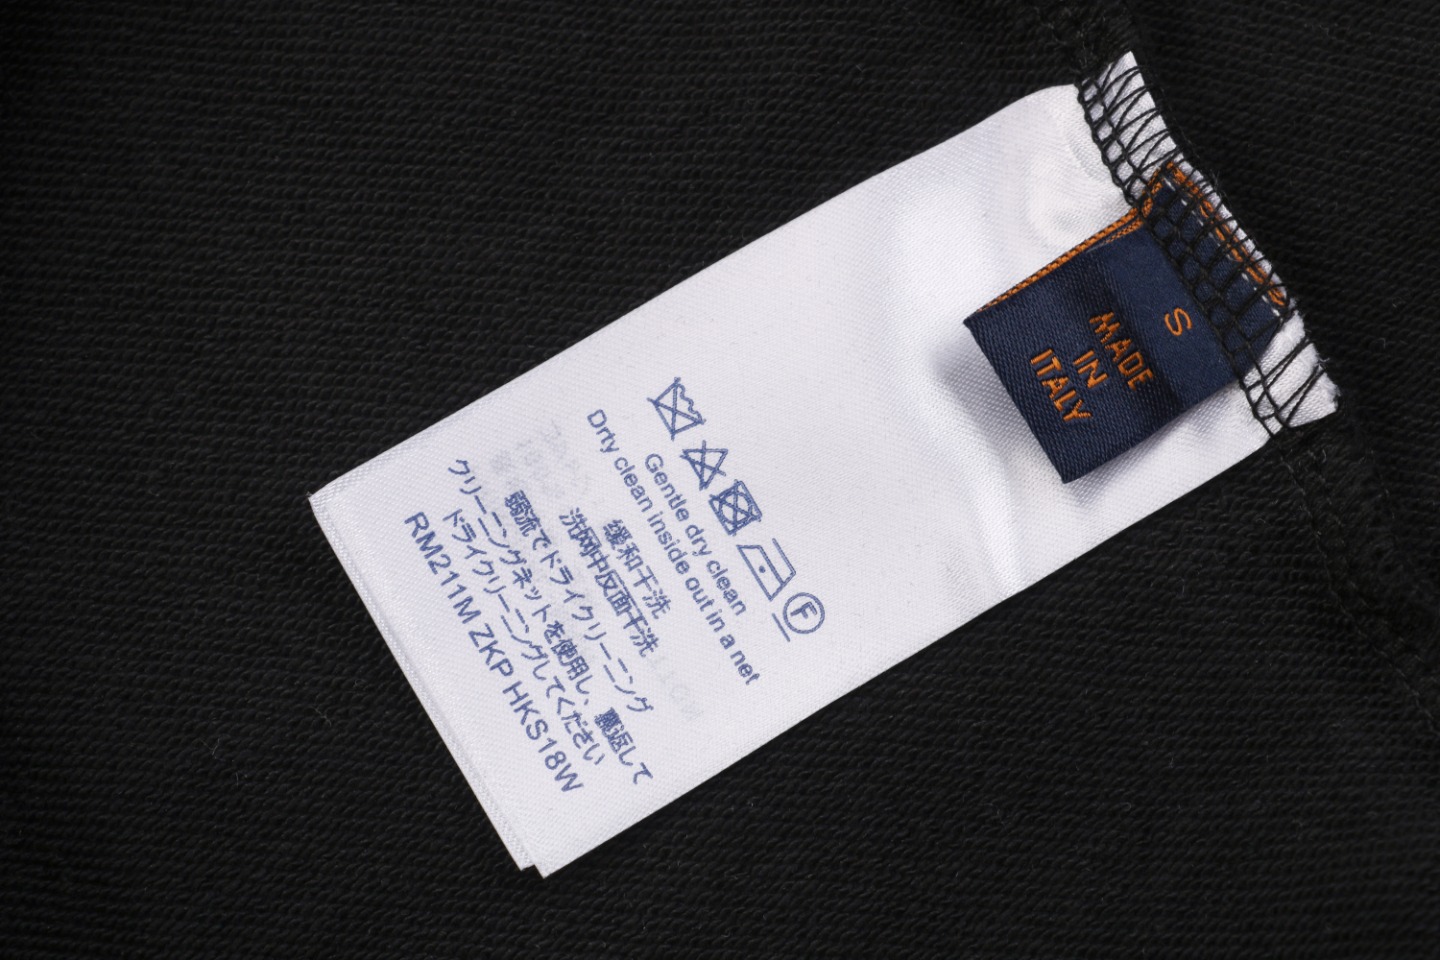 S
MADE
IN
ITALY
F
Gentle dry clean
Drty clean inside out in a net
缓和干洗
洗网中反面干洗
弱流でドライクリーニング
クリーニングネットを使用し、裏返して
ドライクリーニングしてください
RM211M ZKP HKS18W